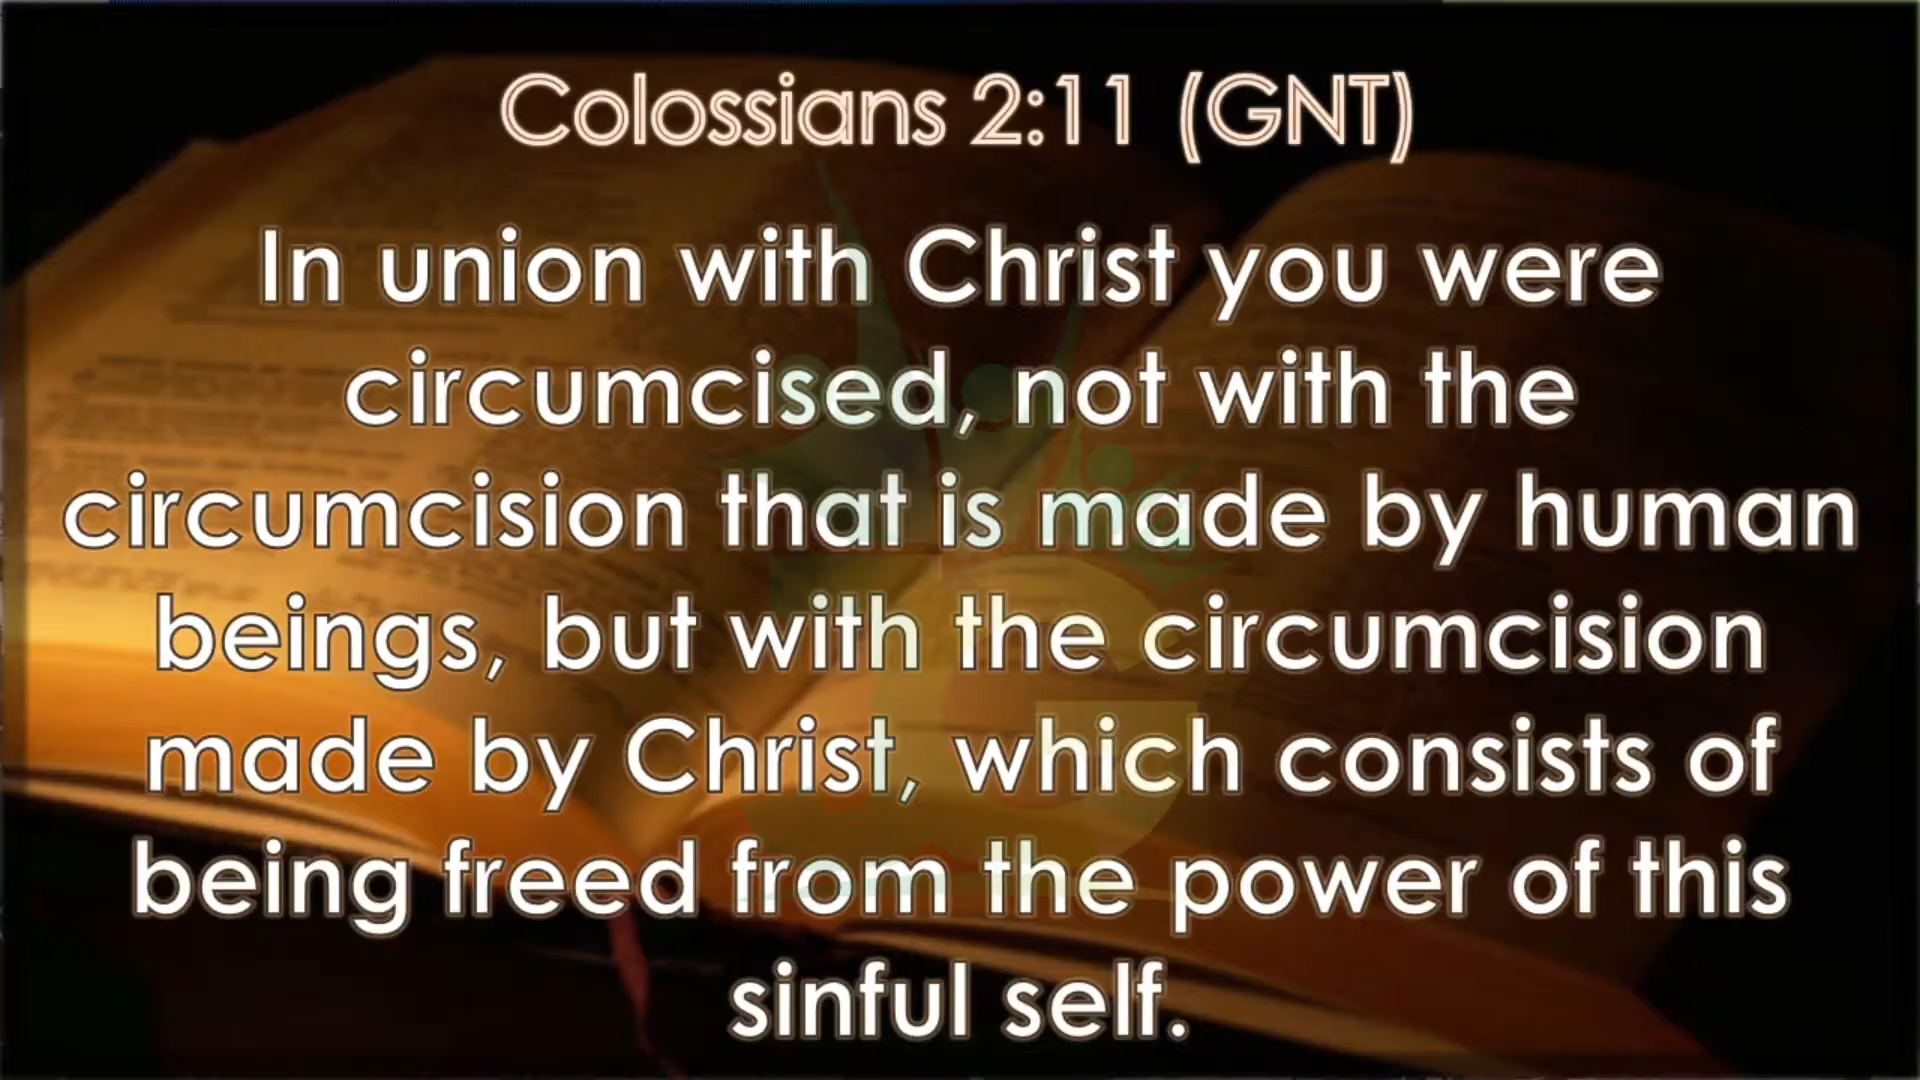 Colossians 2:11 (GNT)
In union with Christ you were
circumcised, not with the
circumcision that is made by human
beings, but with the circumcision
made by Christ, which consists of
being freed from the power of this
sinful self.